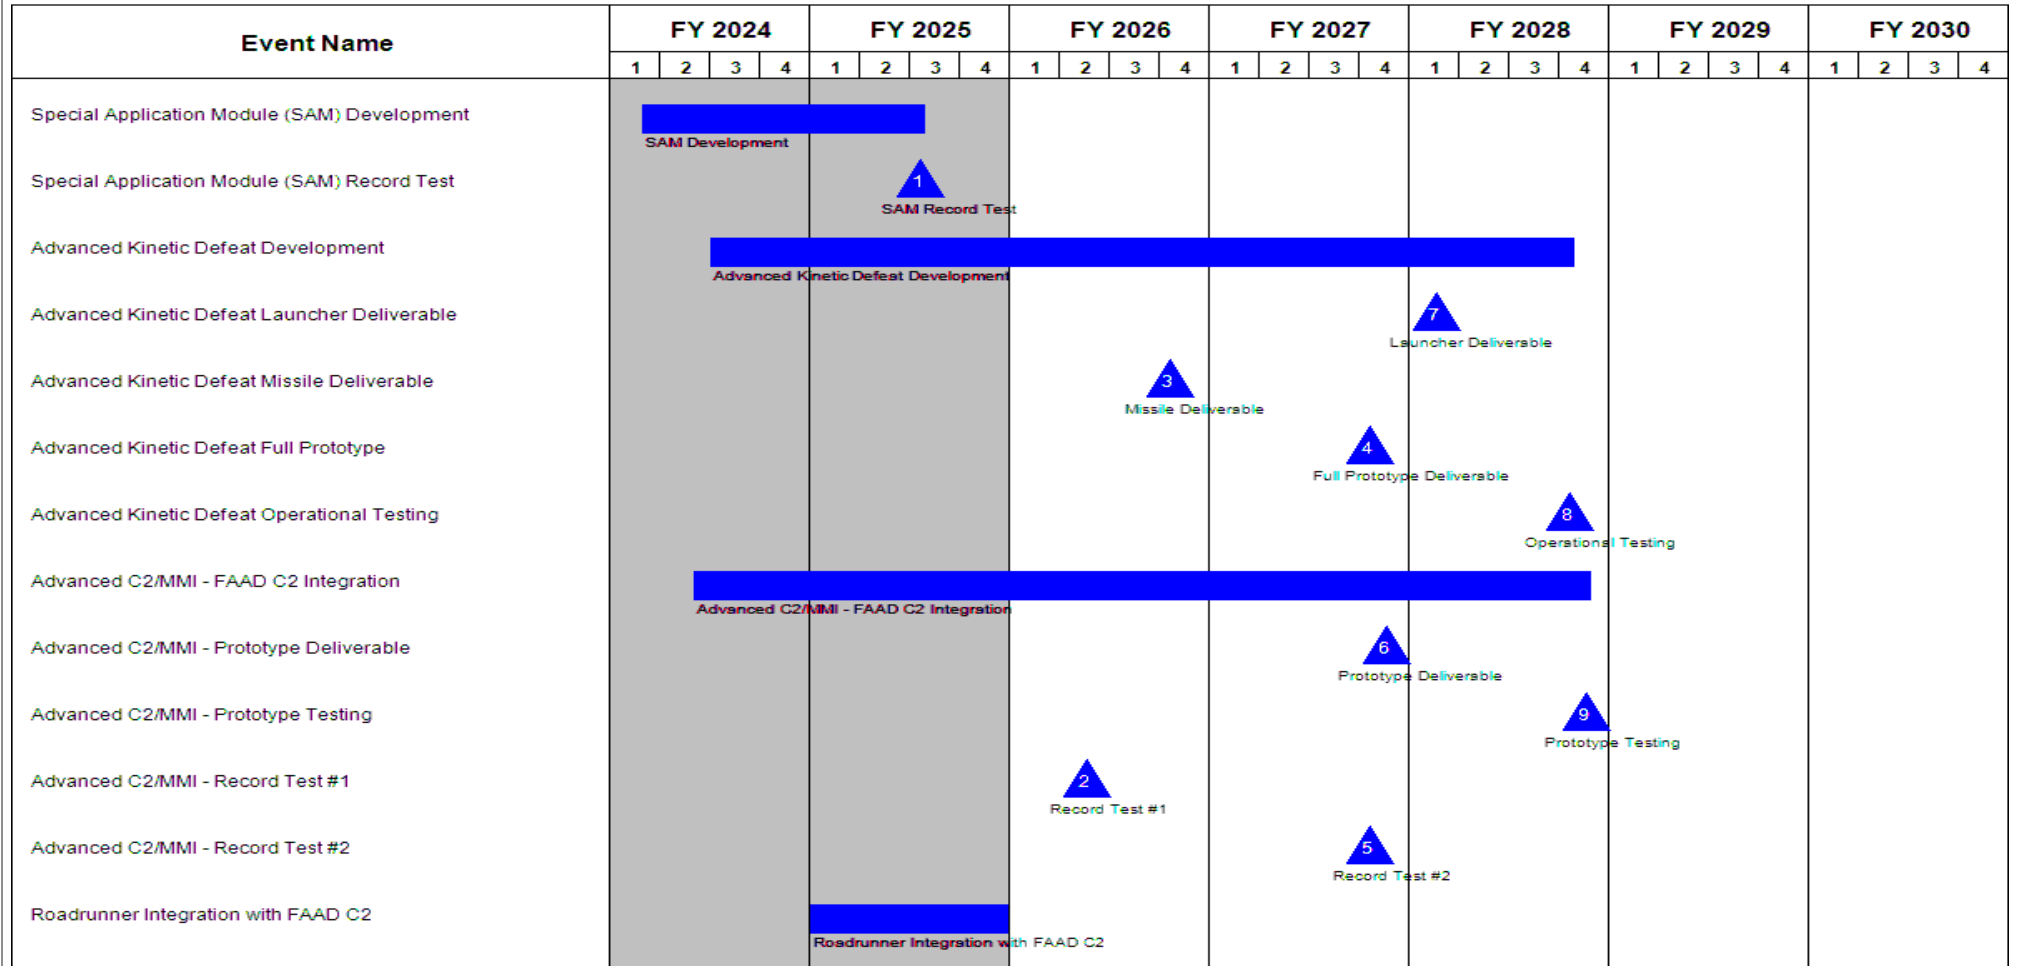 Event Name
FY 2024 FY 2025 FY 2026 FY 2027 FY 2028 FY 2029 FY 2030
1 2 3 4 1 2 3 4 1 2 3 4 1 2 3 4 1 2 3 4 1 2 3 4 1 2 3 4
Special Application Module (SAM) Development
SAM Development
Special Application Module (SAM) Record Test
1
SAM Record Test
Advanced Kinetic Defeat Development
Advanced Kinetic Defeat Development
Advanced Kinetic Defeat Launcher Deliverable
7
Launcher Deliverable
Advanced Kinetic Defeat Missile Deliverable
3
Missile Deliverable
Advanced Kinetic Defeat Full Prototype
4
Full Prototype Deliverable
Advanced Kinetic Defeat Operational Testing
8
Operational Testing
Advanced C2/MMI - FAAD C2 Integration
Advanced C2/MMI - FAAD C2 Integration
Advanced C2/MMI - Prototype Deliverable
6
Prototype Deliverable
Advanced C2/MMI - Prototype Testing
9
Prototype Testing
Advanced C2/MMI - Record Test #1
2
Record Test #1
Advanced C2/MMI - Record Test #2
5
Record Test #2
Roadrunner Integration with FAAD C2
Roadrunner Integration with FAAD C2